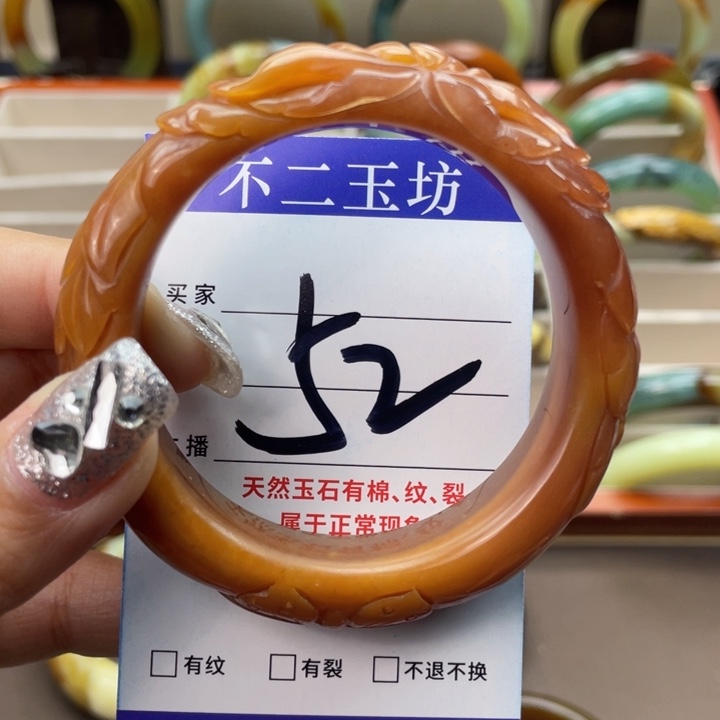 不二玉坊
买家
52
播
天然玉石有棉、纹、裂
属于正常现象
□有纹 □有裂 □不退不换